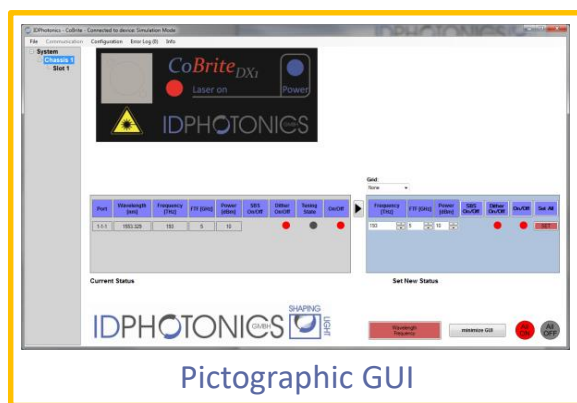 IDPhotonics - CoBrite - Connected to device: Simulation Mode
File Communication Configuration Error Log (0) Info
System
Chassis 1
Slot 1
CoBrite DX1
Laser on
Power
IDPHOTONICS GMBH
Grid:
None
Port Wavelength [nm] Frequency [THz] FTF [GHz] Power [dBm] SBS On/Off Dither On/Off Tuning State On/Off
Frequency [THz] FTF [GHz] Power [dBm] SBS On/Off Dither On/Off On/Off Set All
1-1-1 1553,329 193 5 10
193 5 10 SET
Current Status
Set New Status
IDPHOTONICS GMBH SHAPING LIGHT
Wavelength
Frequency
minimize GUI
All ON
All OFF
Pictographic GUI